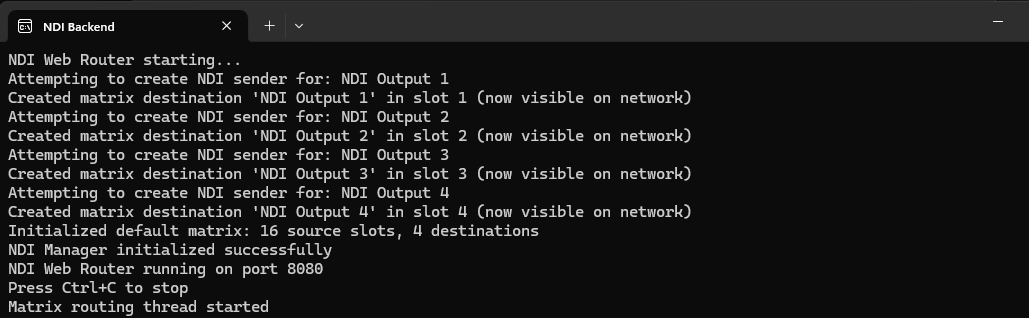 NDI Backend
NDI Web Router starting...
Attempting to create NDI sender for: NDI Output 1
Created matrix destination 'NDI Output 1' in slot 1 (now visible on network)
Attempting to create NDI sender for: NDI Output 2
Created matrix destination 'NDI Output 2' in slot 2 (now visible on network)
Attempting to create NDI sender for: NDI Output 3
Created matrix destination 'NDI Output 3' in slot 3 (now visible on network)
Attempting to create NDI sender for: NDI Output 4
Created matrix destination 'NDI Output 4' in slot 4 (now visible on network)
Initialized default matrix: 16 source slots, 4 destinations
NDI Manager initialized successfully
NDI Web Router running on port 8080
Press Ctrl+C to stop
Matrix routing thread started